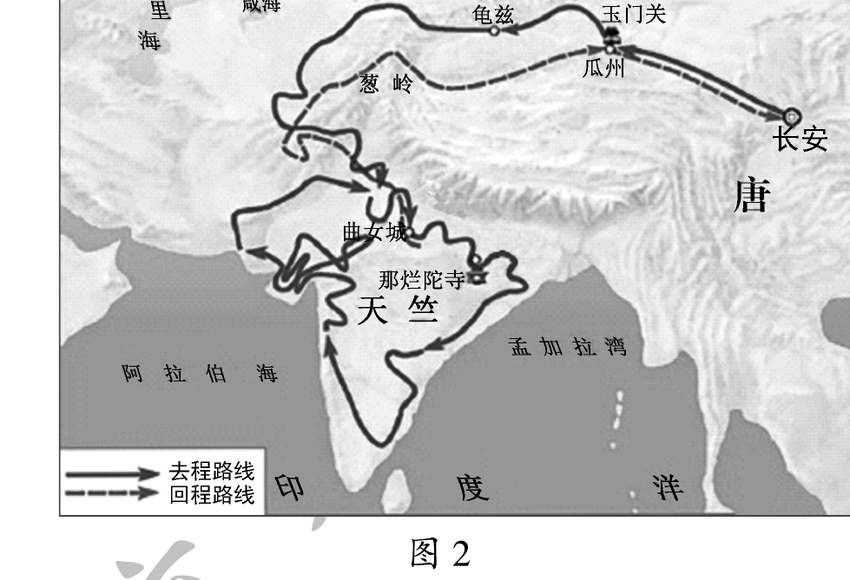 里
海
咸海
龟兹
玉门关
葱岭
瓜州
长安
唐
曲女城
那烂陀寺
天竺
孟加拉湾
阿拉伯海
去程路线
回程路线
印度洋
图 2